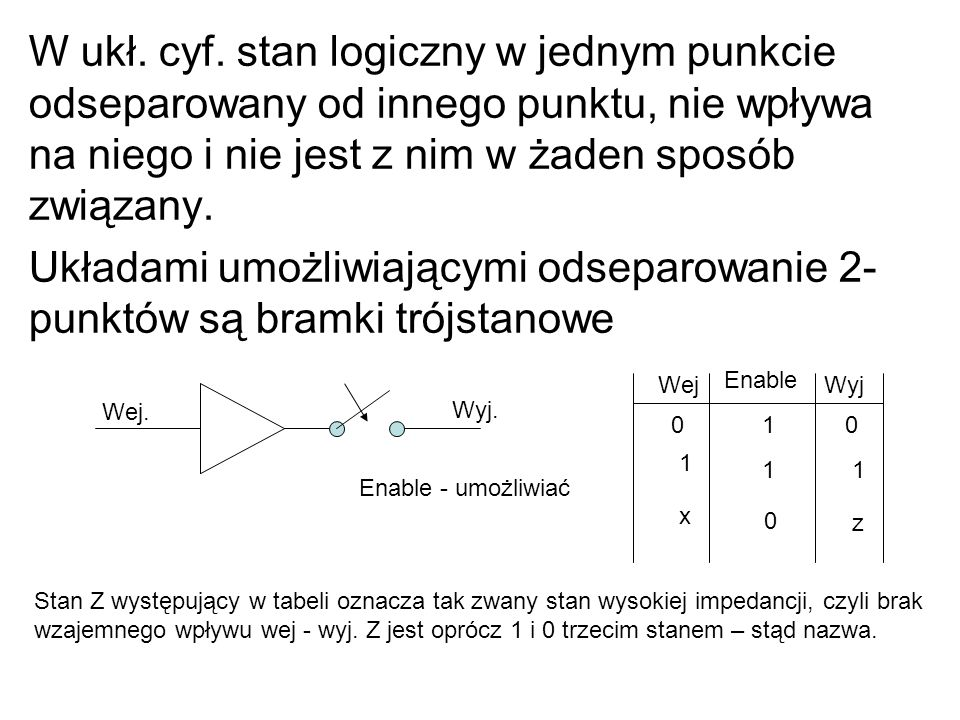 W ukł. cyf. stan logiczny w jednym punkcie
odseparowany od innego punktu, nie wpływa
na niego i nie jest z nim w żaden sposób
związany.
Układami umożliwiającymi odseparowanie 2-
punktów są bramki trójstanowe
Wej.
Wyj.
Enable - umożliwiać
Wej Enable Wyj
0 1 0
1 1 1
x 0 z
Stan Z występujący w tabeli oznacza tak zwany stan wysokiej impedancji, czyli brak
wzajemnego wpływu wej - wyj. Z jest oprócz 1 i 0 trzecim stanem – stąd nazwa.